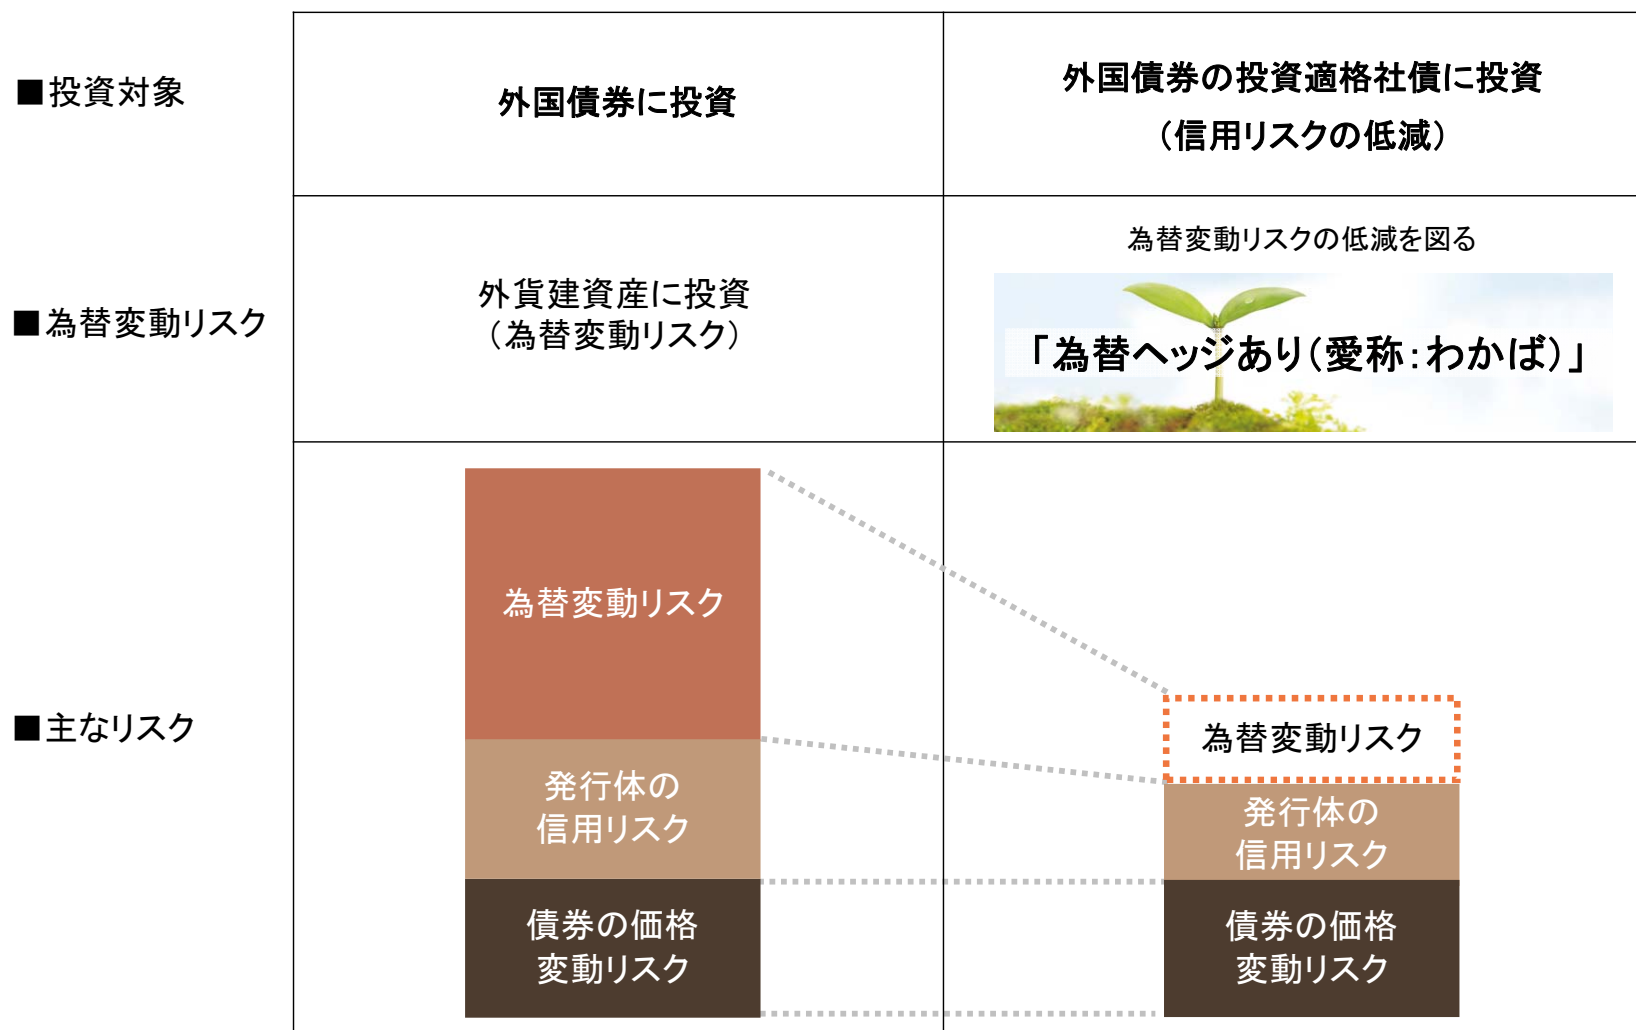 ■投資対象
外国債券に投資
外国債券の投資適格社債に投資
(信用リスクの低減)
■為替変動リスク
外貨建資産に投資
(為替変動リスク)
為替変動リスクの低減を図る
「為替ヘッジあり(愛称:わかば)」
■主なリスク
為替変動リスク
発行体の
信用リスク
債券の価格
変動リスク
為替変動リスク
発行体の
信用リスク
債券の価格
変動リスク